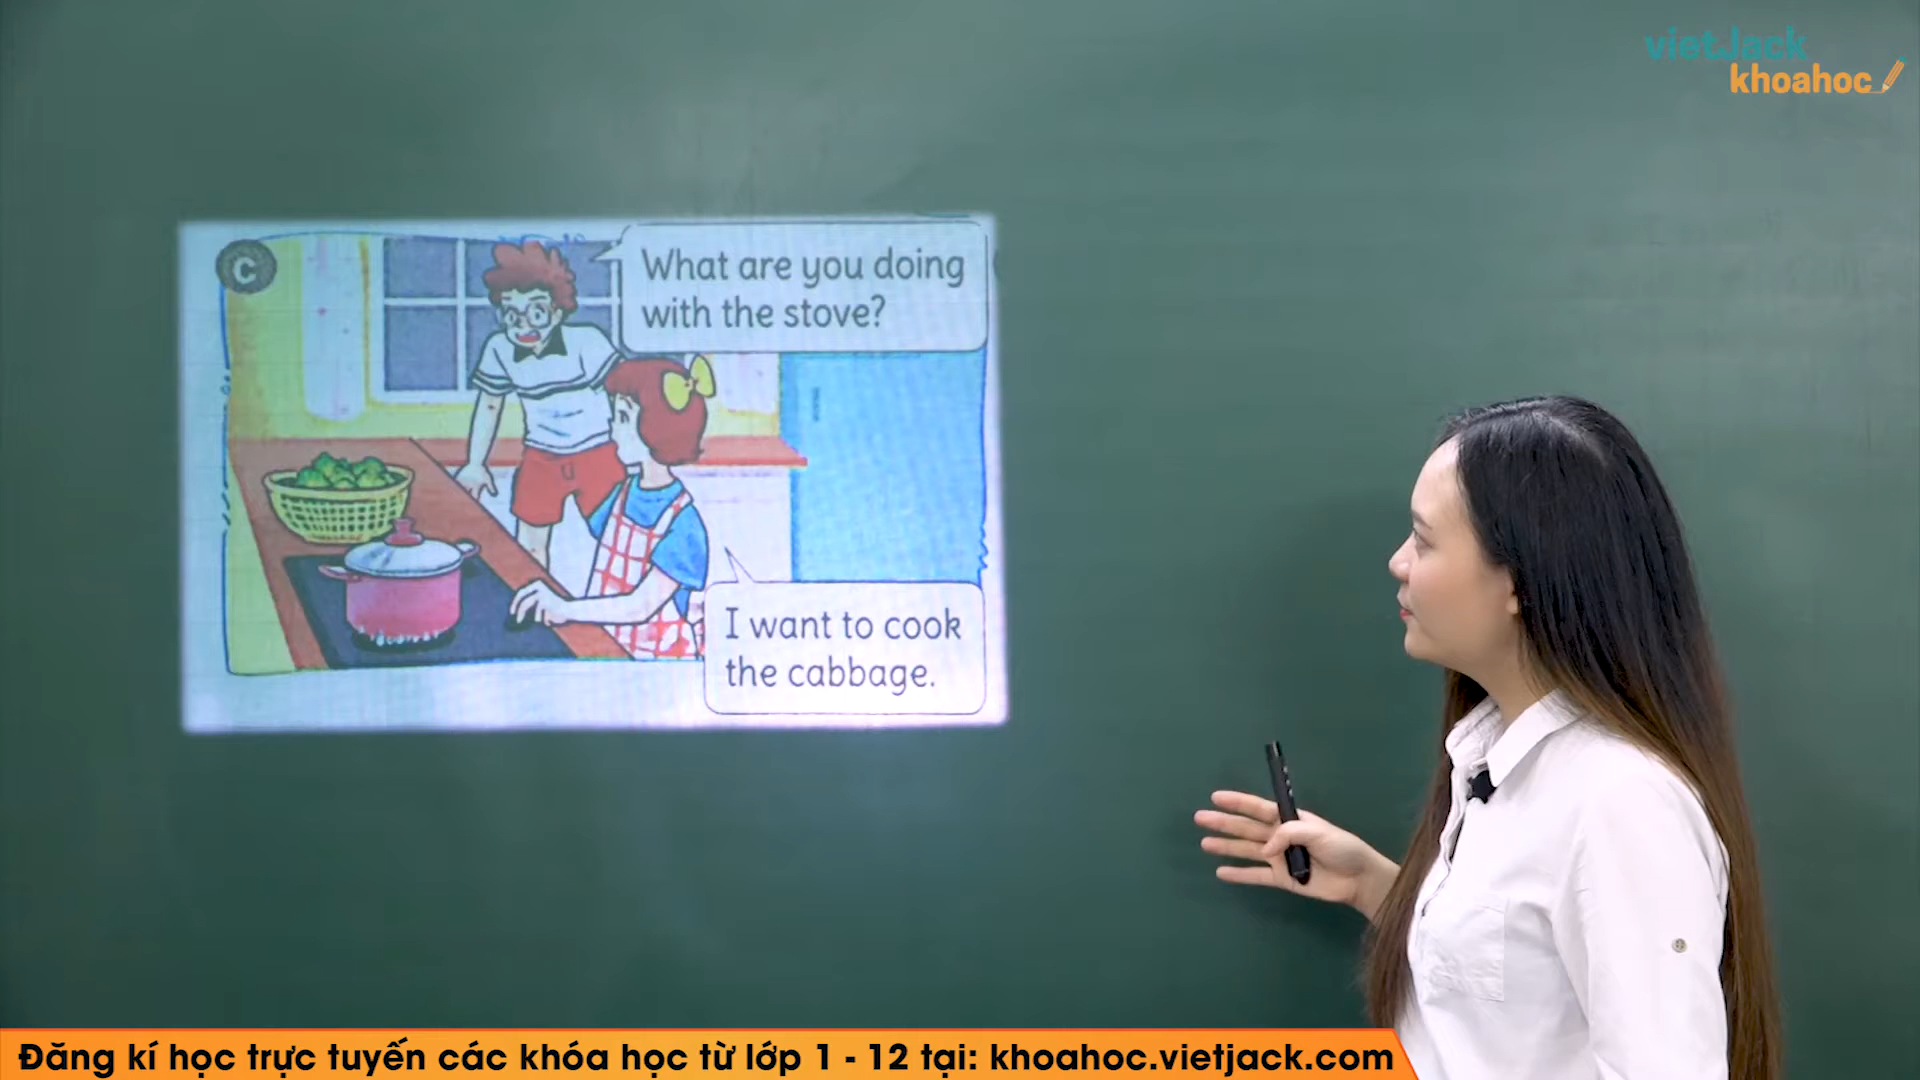 vietJack
khoahoc
C
What are you doing
with the stove?
I want to cook
the cabbage.
Đăng kí học trực tuyến các khóa học từ lớp 1 - 12 tại: khoahoc.vietjack.com